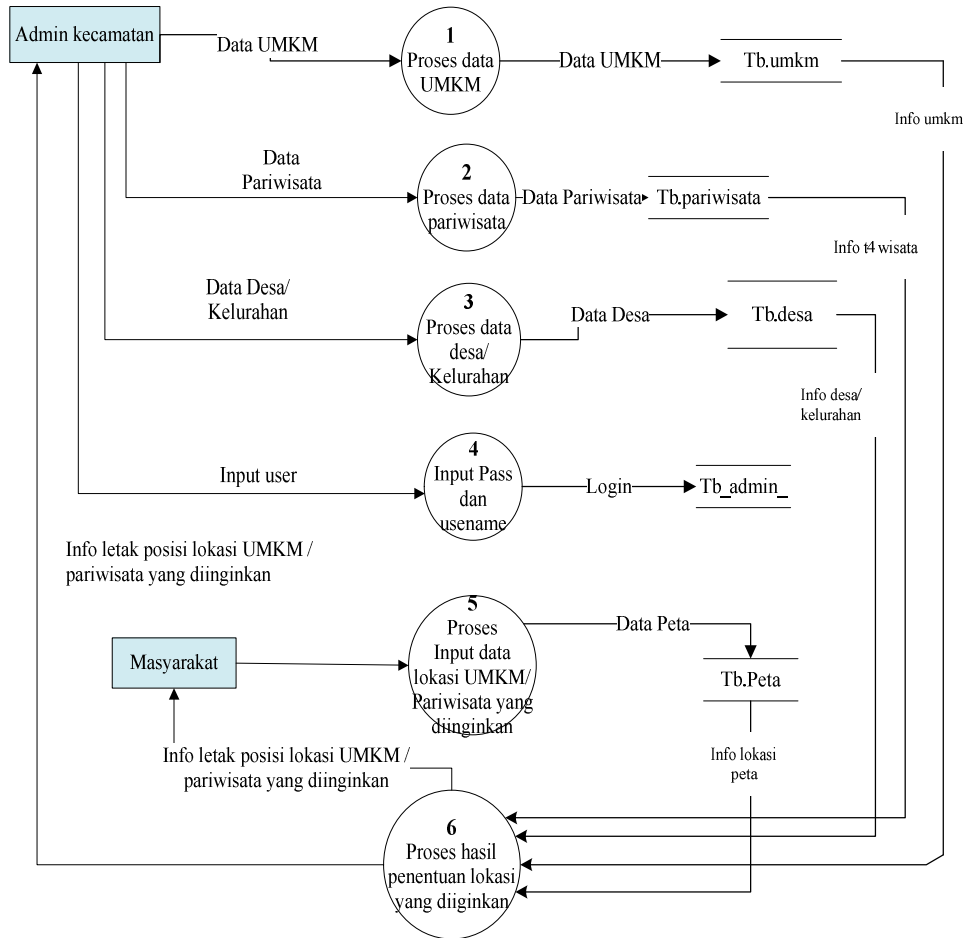 Admin kecamatan
Data UMKM
1
Proses data
UMKM
Data UMKM
Tb.umkm
Info umkm
Data
Pariwisata
2
Proses data
pariwisata
Data Pariwisata
Tb.pariwisata
Info t4 wisata
Data Desa/
Kelurahan
3
Proses data
desa/
Kelurahan
Data Desa
Tb.desa
Info desa/
kelurahan
Input user
4
Input Pass
dan
usename
Login
Tb_admin_
Info letak posisi lokasi UMKM /
pariwisata yang diinginkan
Masyarakat
5
Proses
Input data
lokasi UMKM/
Pariwisata yang
diinginkan
Data Peta
Tb.Peta
Info lokasi
peta
Info letak posisi lokasi UMKM /
pariwisata yang diinginkan
6
Proses hasil
penentuan lokasi
yang diiginkan